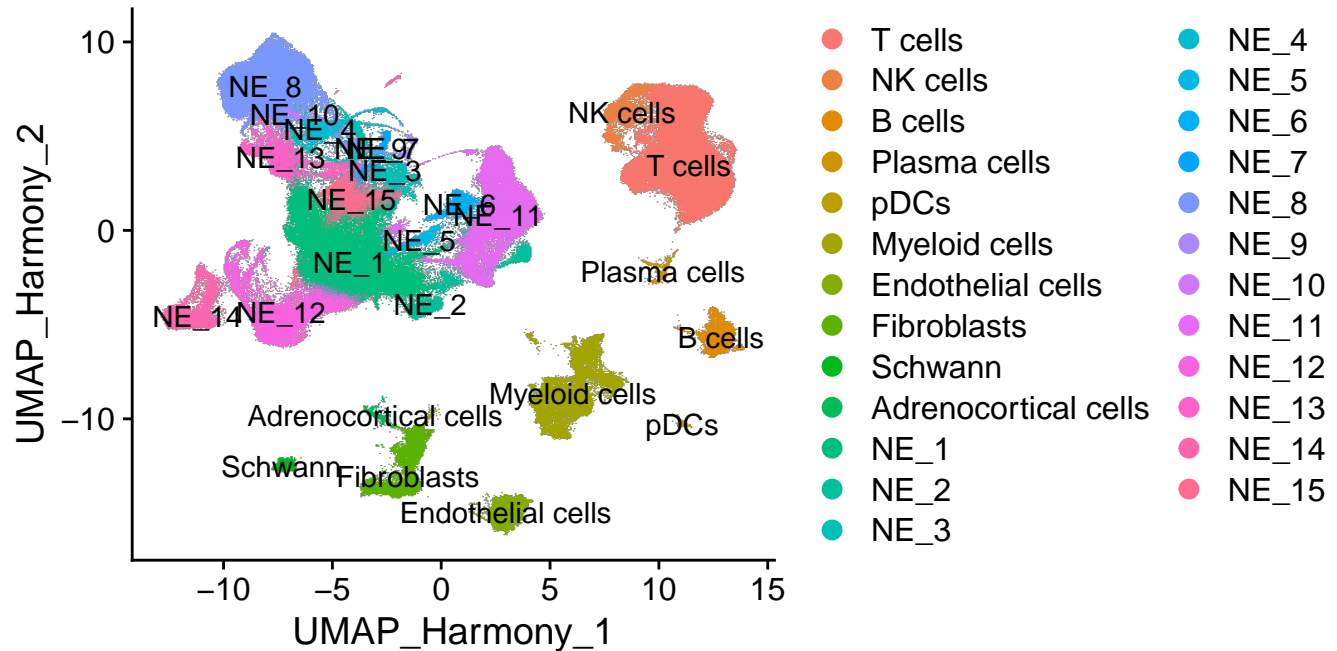 UMAP_Harmony_2
10
0
−10
−10
−5
0
5
10
15
UMAP_Harmony_1
NE_8
NE_10
NE_4
NE_9
NE_7
NE_13
NE_3
NE_15
NE_6
NE_11
NE_5
NE_1
NE_2
NE_14
NE_12
NK cells
T cells
Plasma cells
B cells
Myeloid cells
pDCs
Adrenocortical cells
Schwann
Fibroblasts
Endothelial cells
T cells
NK cells
B cells
Plasma cells
pDCs
Myeloid cells
Endothelial cells
Fibroblasts
Schwann
Adrenocortical cells
NE_1
NE_2
NE_3
NE_4
NE_5
NE_6
NE_7
NE_8
NE_9
NE_10
NE_11
NE_12
NE_13
NE_14
NE_15